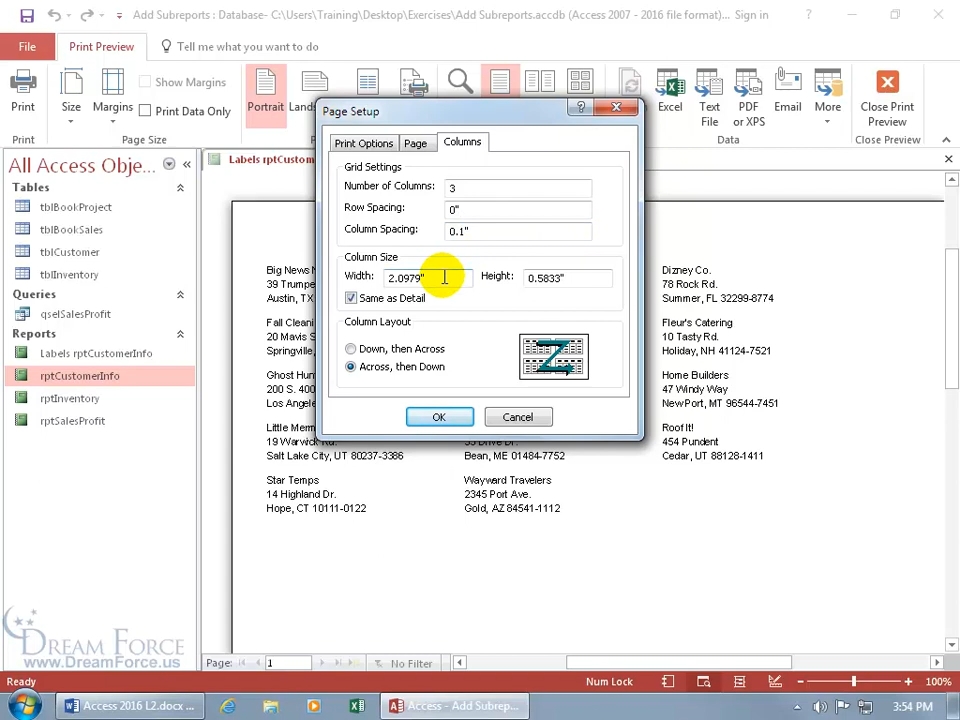 Add Subreports : Database- C:\Users\Training\Desktop\Exercises\Add Subreports.accdb (Access 2007 - 2016 file format)... Sign in
File
Print Preview
Tell me what you want to do
Print
Size
Margins
Show Margins
Print Data Only
Portrait
Lands
Excel
Text File
PDF or XPS
Email
More
Close Print Preview
Print
Page Size
Data
Close Preview
All Access Obje... «
Labels rptCustom
Tables
tblBookProject
tblBookSales
tblCustomer
tblInventory
Queries
qselSalesProfit
Reports
Labels rptCustomerInfo
rptCustomerInfo
rptInventory
rptSalesProfit
Page Setup
Print Options
Page
Columns
Grid Settings
Number of Columns: 3
Row Spacing: 0"
Column Spacing: 0.1"
Column Size
Width: 2.0979" Height: 0.5833"
Same as Detail
Column Layout
Down, then Across
Across, then Down
OK
Cancel
Big News
39 Trumpe
Austin, TX
Dizney Co.
78 Rock Rd.
Summer, FL 32299-8774
Fall Cleani
20 Mavis S
Springville,
Fleur's Catering
10 Tasty Rd.
Holiday, NH 41124-7521
Ghost Hun
200 S. 400
Los Angele
Home Builders
47 Windy Way
NewPort, MT 96544-7451
Little Merm
19 Warwick Rd.
Salt Lake City, UT 80237-3386
Bean, ME 01484-7752
Roof It!
454 Pundent
Cedar, UT 88128-1411
Star Temps
14 Highland Dr.
Hope, CT 10111-0122
Wayward Travelers
2345 Port Ave.
Gold, AZ 84541-1112
DREAM FORCE
www.DreamForce.us
Page: 1
No Filter
Ready
Num Lock
100%
Access 2016 L2.docx ...
Access - Add Subrep...
3:54 PM